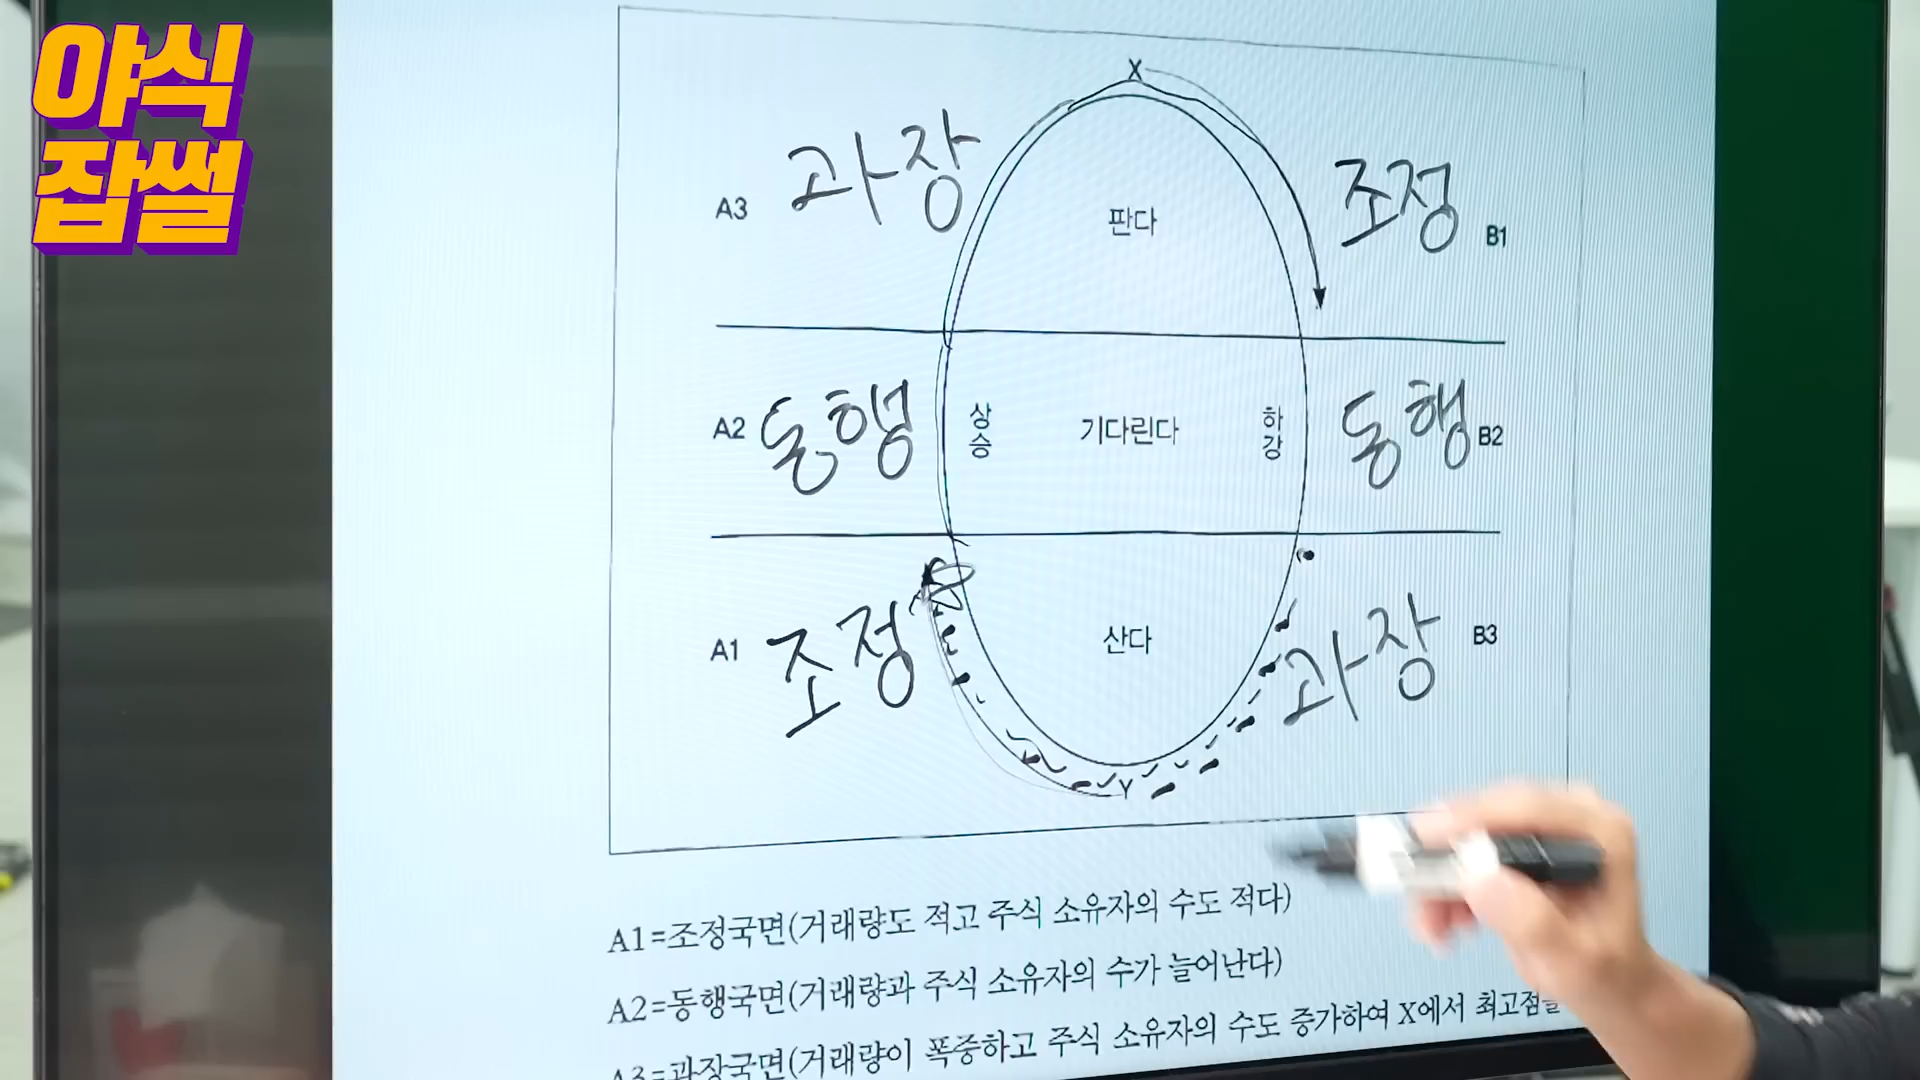 야식
잡썰
X
A3 과장 판다 조정 B1
A2 동행 상승 기다린다 하강 동행 B2
A1 조정 산다 과장 B3
Y
A1=조정국면(거래량도 적고 주식 소유자의 수도 적다)
A2=동행국면(거래량과 주식 소유자의 수가 늘어난다)
A3=과장국면(거래량이 폭증하고 주식 소유자의 수도 증가하여 X에서 최고점을